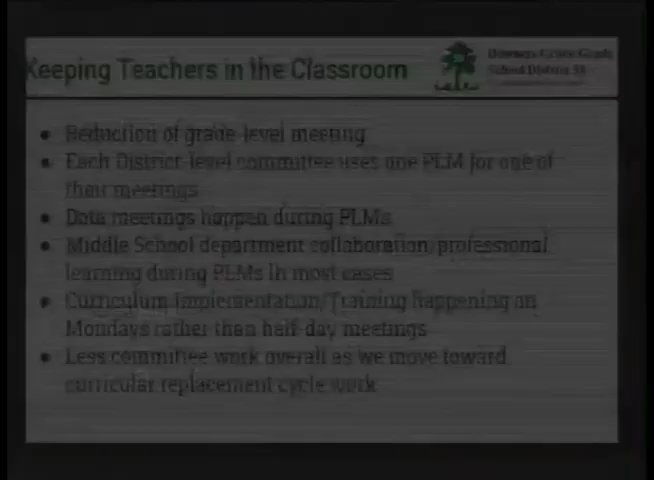 Keeping Teachers in the Classroom
Downers Grove Grade
School District 58
Reduction of grade-level meeting
Each District-level committee uses one PLM for one of
their meetings
Data meetings happen during PLMs
Middle School department collaboration/professional
learning during PLMs in most cases
Curriculum Implementation/Training happening on
Mondays rather than half-day meetings
Less committee work overall as we move toward
curricular replacement cycle work